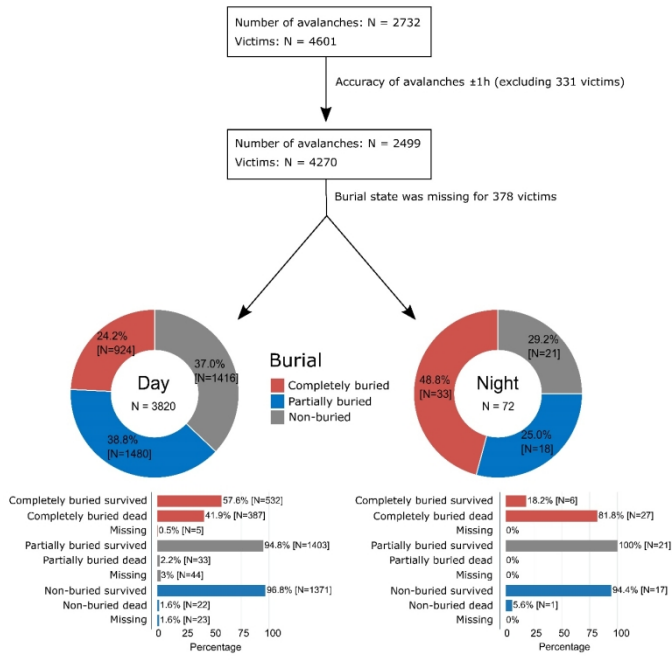 Number of avalanches: N = 2732
Victims: N = 4601
Accuracy of avalanches ±1h (excluding 331 victims)
Number of avalanches: N = 2499
Victims: N = 4270
Burial state was missing for 378 victims
24.2%
[N=924]
37.0%
[N=1416]
Day
N = 3820
38.8%
[N=1480]
Burial
Completely buried
Partially buried
Non-buried
29.2%
[N=21]
48.8%
[N=33]
Night
N = 72
25.0%
[N=18]
Completely buried survived 57.6% [N=532]
Completely buried dead 41.9% [N=387]
Missing 0.5% [N=5]
Partially buried survived 94.8% [N=1403]
Partially buried dead 2.2% [N=33]
Missing 3% [N=44]
Non-buried survived 96.8% [N=1371]
Non-buried dead 1.6% [N=22]
Missing 1.6% [N=23]
0 25 50 75 100
Percentage
Completely buried survived 18.2% [N=6]
Completely buried dead 81.8% [N=27]
Missing 0%
Partially buried survived 100% [N=21]
Partially buried dead 0%
Missing 0%
Non-buried survived 94.4% [N=17]
Non-buried dead 5.6% [N=1]
Missing 0%
0 25 50 75 100
Percentage